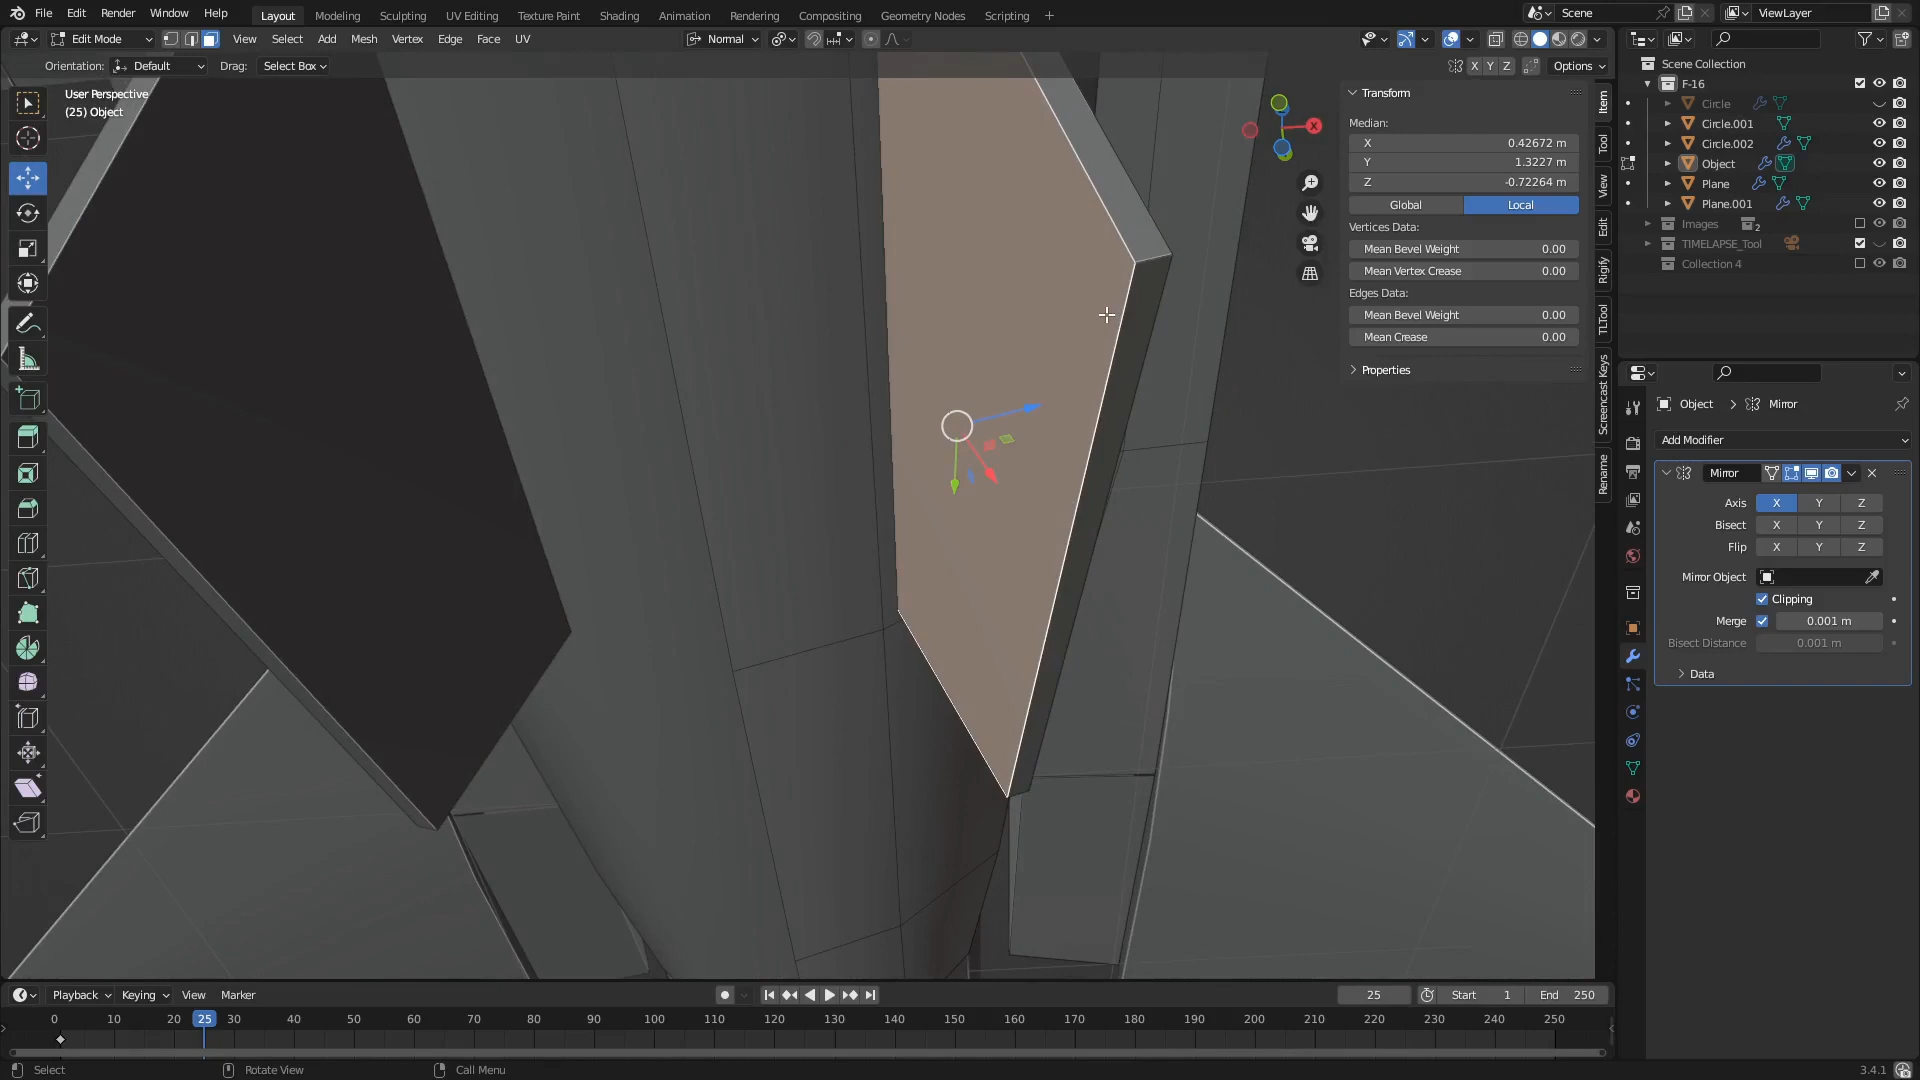 File Edit Render Window Help Layout Modeling Sculpting UV Editing Texture Paint Shading Animation Rendering Compositing Geometry Nodes Scripting + Scene ViewLayer
Edit Mode View Select Add Mesh Vertex Edge Face UV Normal
Orientation: Default Drag: Select Box X Y Z Options
User Perspective
(25) Object
X
Transform
Median:
X 0.42672 m
Y 1.3227 m
Z -0.72264 m
Global Local
Vertices Data:
Mean Bevel Weight 0.00
Mean Vertex Crease 0.00
Edges Data:
Mean Bevel Weight 0.00
Mean Crease 0.00
Properties
Item
Tool
View
Edit
Rigify
TLTool
Screencast Keys
Rename
Scene Collection
F-16
Circle
Circle.001
Circle.002
Object
Plane
Plane.001
Images 2
TIMELAPSE_Tool
Collection 4
Object Mirror
Add Modifier
Mirror
Axis X Y Z
Bisect X Y Z
Flip X Y Z
Mirror Object
Clipping
Merge 0.001 m
Bisect Distance 0.001 m
Data
Playback Keying View Marker 25 Start 1 End 250
0 10 20 25 30 40 50 60 70 80 90 100 110 120 130 140 150 160 170 180 190 200 210 220 230 240 250
Select Rotate View Call Menu 3.4.1